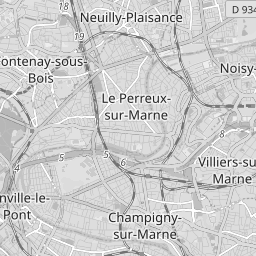 D 934
Neuilly-Plaisance
19
18
ontenay-sous-
Bois
Noisy-
Le Perreux-
sur-Marne
4
5
5
6
Villiers-su
Marne
nville-le-
Pont
Champigny-
sur-Marne